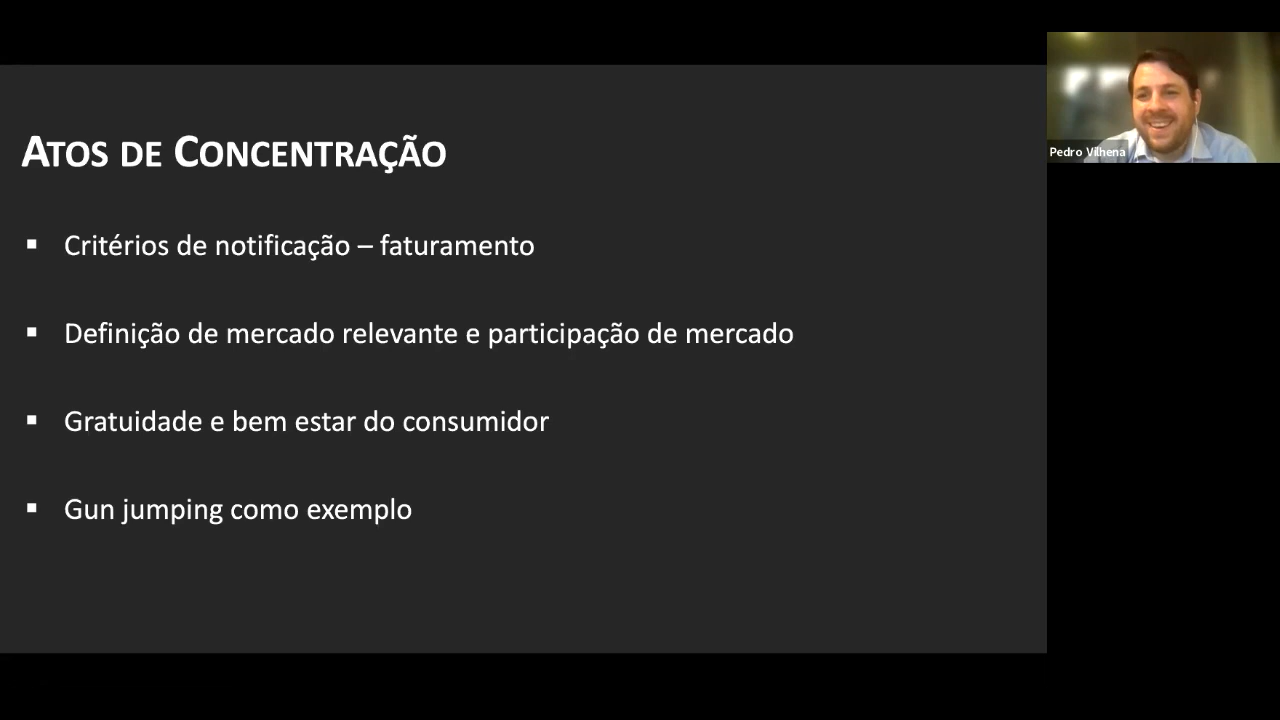 ATOS DE CONCENTRAÇÃO
▪ Critérios de notificação – faturamento
▪ Definição de mercado relevante e participação de mercado
▪ Gratuidade e bem estar do consumidor
▪ Gun jumping como exemplo
Pedro Vilhena